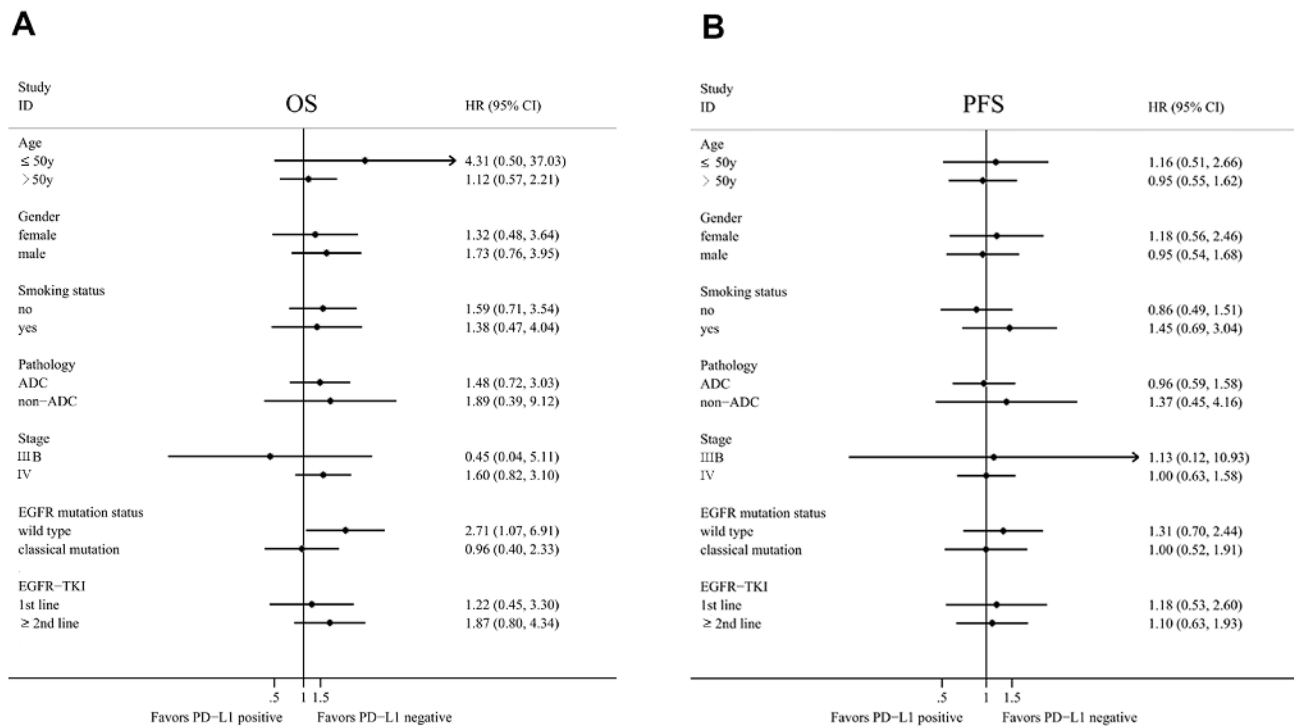 A
Study
ID OS HR (95% CI)
Age
≤ 50y 4.31 (0.50, 37.03)
>50y 1.12 (0.57, 2.21)
Gender
female 1.32 (0.48, 3.64)
male 1.73 (0.76, 3.95)
Smoking status
no 1.59 (0.71, 3.54)
yes 1.38 (0.47, 4.04)
Pathology
ADC 1.48 (0.72, 3.03)
non-ADC 1.89 (0.39, 9.12)
Stage
ⅢB 0.45 (0.04, 5.11)
Ⅳ 1.60 (0.82, 3.10)
EGFR mutation status
wild type 2.71 (1.07, 6.91)
classical mutation 0.96 (0.40, 2.33)
EGFR-TKI
1st line 1.22 (0.45, 3.30)
≥ 2nd line 1.87 (0.80, 4.34)
.5 1 1.5
Favors PD-L1 positive Favors PD-L1 negative
B
Study
ID PFS HR (95% CI)
Age
≤ 50y 1.16 (0.51, 2.66)
> 50y 0.95 (0.55, 1.62)
Gender
female 1.18 (0.56, 2.46)
male 0.95 (0.54, 1.68)
Smoking status
no 0.86 (0.49, 1.51)
yes 1.45 (0.69, 3.04)
Pathology
ADC 0.96 (0.59, 1.58)
non-ADC 1.37 (0.45, 4.16)
Stage
ⅢB 1.13 (0.12, 10.93)
Ⅳ 1.00 (0.63, 1.58)
EGFR mutation status
wild type 1.31 (0.70, 2.44)
classical mutation 1.00 (0.52, 1.91)
EGFR-TKI
1st line 1.18 (0.53, 2.60)
≥ 2nd line 1.10 (0.63, 1.93)
.5 1 1.5
Favors PD-L1 positive Favors PD-L1 negative